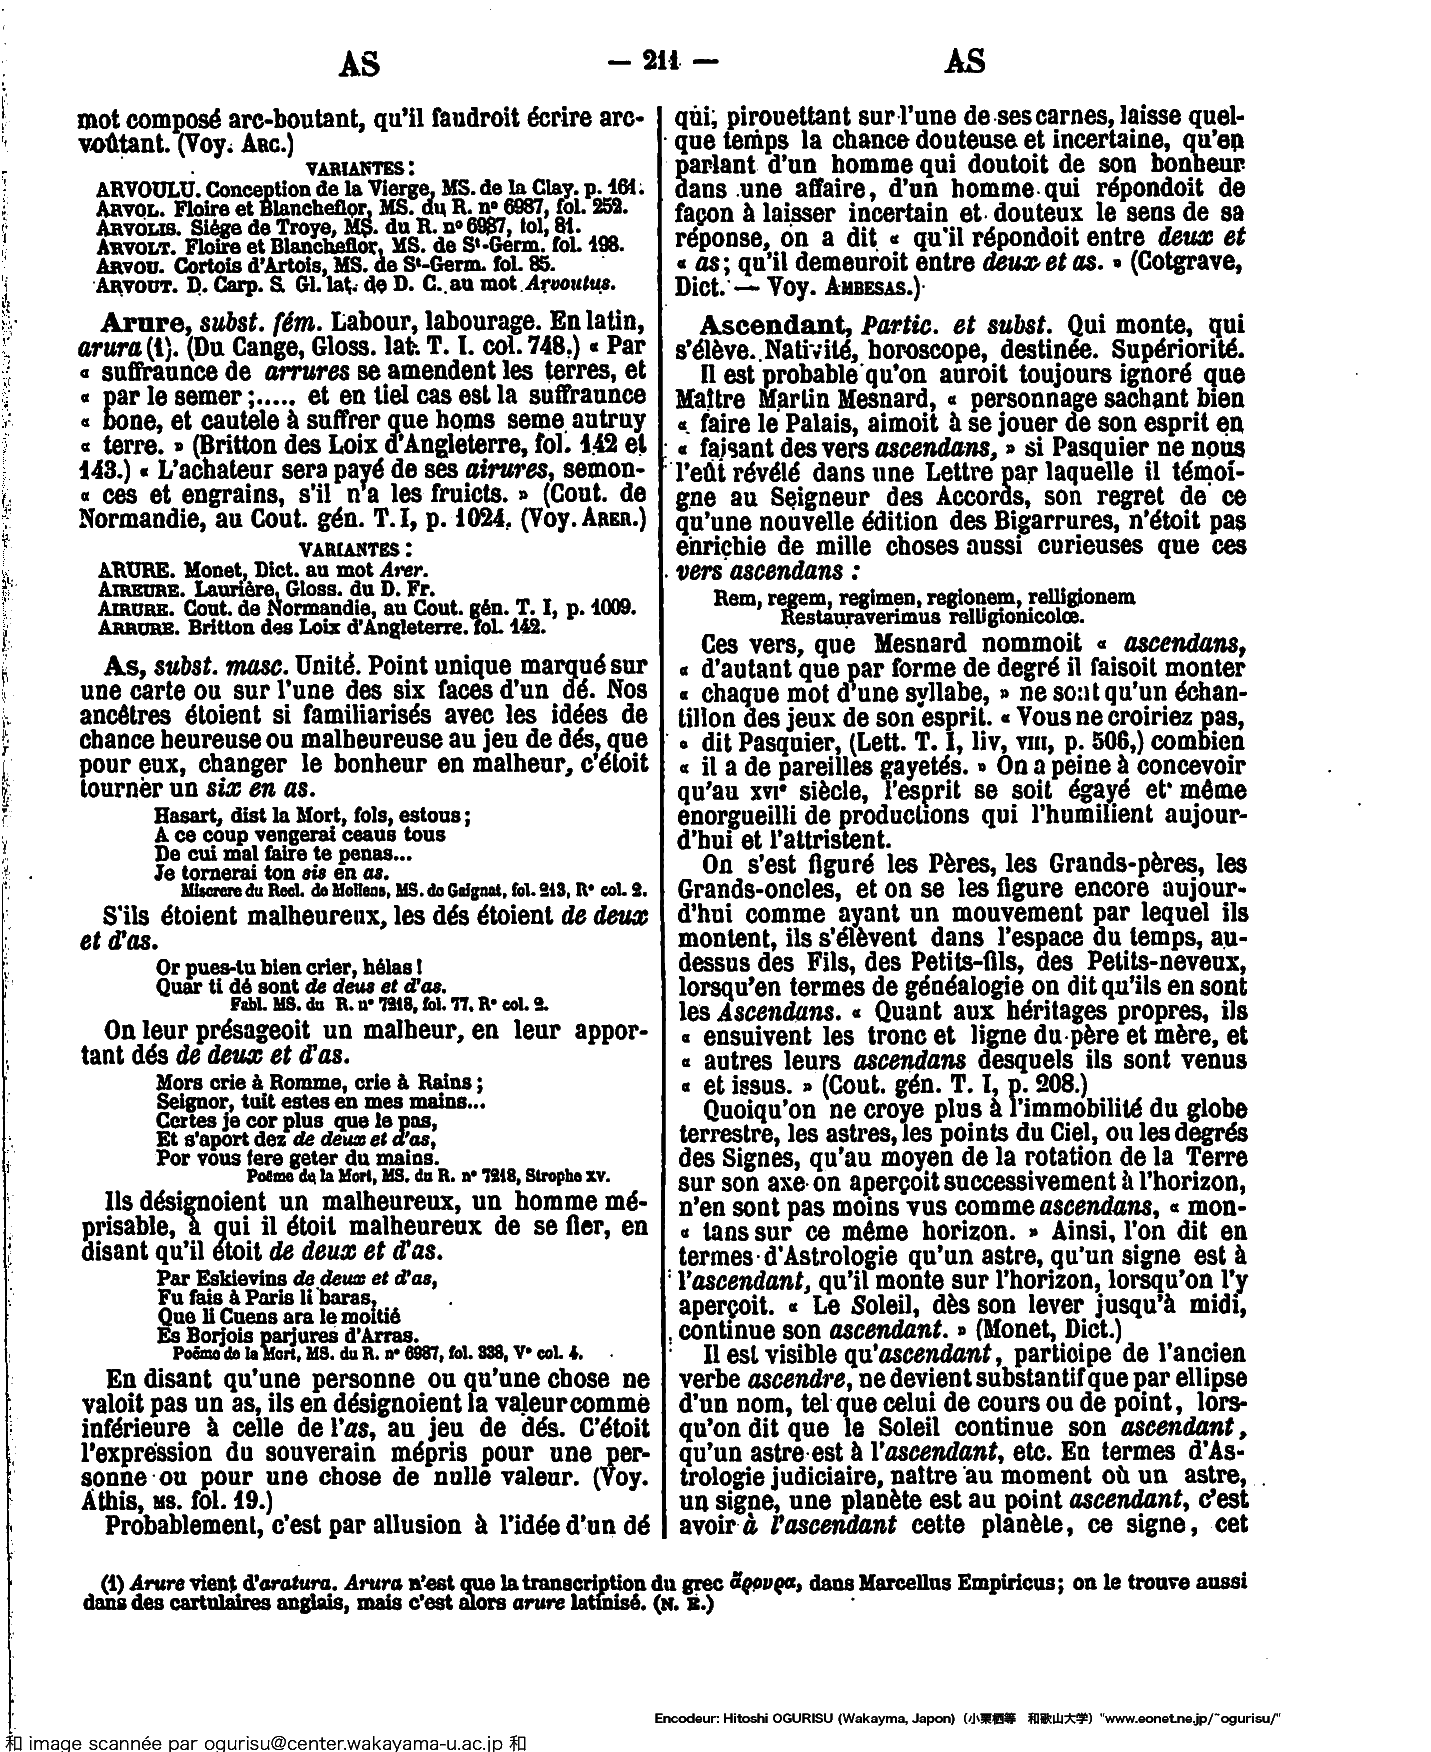 AS — 211 — AS
mot composé arc-boutant, qu'il faudroit écrire arc-
voûtant. (Voy. ARC.)
VARIANTES :
ARVOULU. Conception de la Vierge, MS. de la Clay. p. 161.
ARVOL. Floire et Blancheflor, MS. du R. nº 6987, fol. 252.
ARVOLIS. Siége de Troye, MS. du R. nº 6987, fol, 81.
ARVOLT. Floire et Blancheflor, MS. de St-Germ. fol. 198.
ARVOU. Cortois d'Artois, MS. de St-Germ. fol. 85.
ARVOUT. D. Carp. S. Gl. lat. de D. C. au mot Arvoutus.
Arure, subst. fém. Labour, labourage. En latin,
arura (1). (Du Cange, Gloss. lat. T. I. col. 748.) « Par
« suffraunce de arrures se amendent les terres, et
« par le semer ;..... et en tiel cas est la suffraunce
« bone, et cautele à suffrer que homs seme autruy
« terre. » (Britton des Loix d'Angleterre, fol. 142 et
143.) « L'achateur sera payé de ses airures, semon-
« ces et engrains, s'il n'a les fruicts. » (Cout. de
Normandie, au Cout. gén. T. I, p. 1024. (Voy. ARER.)
VARIANTES :
ARURE. Monet, Dict. au mot Arer.
AIREURE. Laurière, Gloss. du D. Fr.
AIRURE. Cout. de Normandie, au Cout. gén. T. I, p. 1009.
ARRURE. Britton des Loix d'Angleterre. fol. 142.
As, subst. masc. Unité. Point unique marqué sur
une carte ou sur l'une des six faces d'un dé. Nos
ancêtres étoient si familiarisés avec les idées de
chance heureuse ou malheureuse au jeu de dés, que
pour eux, changer le bonheur en malheur, c'étoit
tourner un six en as.
Hasart, dist la Mort, fols, estous ;
A ce coup vengerai ceaus tous
De cui mal faire te penas...
Je tornerai ton sis en as.
Miserere du Recl. de Moliens, MS. de Gaignat, fol. 213, Rº col. 2.
S'ils étoient malheureux, les dés étoient de deux
et d'as.
Or pues-tu bien crier, hélas !
Quar ti dé sont de deus et d'as.
Fabl. MS. du R. nº 7218, fol. 77. Rº col. 2.
On leur présageoit un malheur, en leur appor-
tant dés de deux et d'as.
Mors crie à Romme, crie à Rains ;
Seignor, tuit estes en mes mains...
Certes je cor plus que le pas,
Et s'aport dez de deux et d'as,
Por vous fere geter du mains.
Poëme de la Mort, MS. du R. nº 7218, Strophe XV.
Ils désignoient un malheureux, un homme mé-
prisable, à qui il étoit malheureux de se fier, en
disant qu'il étoit de deux et d'as.
Par Eskievins de deux et d'as,
Fu fais à Paris li baras,
Que li Cuens ara le moitié
Es Borjois parjures d'Arras.
Poëme de la Mort, MS. du R. nº 6987, fol. 338, Vº col. 4.
En disant qu'une personne ou qu'une chose ne
valoit pas un as, ils en désignoient la valeur comme
inférieure à celle de l'as, au jeu de dés. C'étoit
l'expression du souverain mépris pour une per-
sonne ou pour une chose de nulle valeur. (Voy.
Athis, MS. fol. 19.)
Probablement, c'est par allusion à l'idée d'un dé
qui, pirouettant sur l'une de ses carnes, laisse quel-
que temps la chance douteuse et incertaine, qu'en
parlant d'un homme qui doutoit de son bonheur
dans une affaire, d'un homme qui répondoit de
façon à laisser incertain et douteux le sens de sa
réponse, on a dit « qu'il répondoit entre deux et
« as ; qu'il demeuroit entre deux et as. » (Cotgrave,
Dict. — Voy. AMBESAS.)
Ascendant, Partic. et subst. Qui monte, qui
s'élève. Nativité, horoscope, destinée. Supériorité.
Il est probable qu'on auroit toujours ignoré que
Maître Martin Mesnard, « personnage sachant bien
« faire le Palais, aimoit à se jouer de son esprit en
« faisant des vers ascendans, » si Pasquier ne nous
l'eût révélé dans une Lettre par laquelle il témoi-
gne au Seigneur des Accords, son regret de ce
qu'une nouvelle édition des Bigarrures, n'étoit pas
enrichie de mille choses aussi curieuses que ces
vers ascendans :
Rem, regem, regimen, regionem, relligionem
Restauraverimus relligionicolœ.
Ces vers, que Mesnard nommoit « ascendans,
« d'autant que par forme de degré il faisoit monter
« chaque mot d'une syllabe, » ne sont qu'un échan-
tillon des jeux de son esprit. « Vous ne croiriez pas,
« dit Pasquier, (Lett. T. I, liv, VIII, p. 506,) combien
« il a de pareilles gayetés. » On a peine à concevoir
qu'au XVIe siècle, l'esprit se soit égayé et même
enorgueilli de productions qui l'humilient aujour-
d'hui et l'attristent.
On s'est figuré les Pères, les Grands-pères, les
Grands-oncles, et on se les figure encore aujour-
d'hui comme ayant un mouvement par lequel ils
montent, ils s'élèvent dans l'espace du temps, au-
dessus des Fils, des Petits-fils, des Petits-neveux,
lorsqu'en termes de généalogie on dit qu'ils en sont
les Ascendans. « Quant aux héritages propres, ils
« ensuivent les tronc et ligne du père et mère, et
« autres leurs ascendans desquels ils sont venus
« et issus. » (Cout. gén. T. I, p. 208.)
Quoiqu'on ne croye plus à l'immobilité du globe
terrestre, les astres, les points du Ciel, ou les degrés
des Signes, qu'au moyen de la rotation de la Terre
sur son axe on aperçoit successivement à l'horizon,
n'en sont pas moins vus comme ascendans, « mon-
« tans sur ce même horizon. » Ainsi, l'on dit en
termes d'Astrologie qu'un astre, qu'un signe est à
l'ascendant, qu'il monte sur l'horizon, lorsqu'on l'y
aperçoit. « Le Soleil, dès son lever jusqu'à midi,
continue son ascendant. » (Monet, Dict.)
Il est visible qu'ascendant, participe de l'ancien
verbe ascendre, ne devient substantif que par ellipse
d'un nom, tel que celui de cours ou de point, lors-
qu'on dit que le Soleil continue son ascendant,
qu'un astre est à l'ascendant, etc. En termes d'As-
trologie judiciaire, naître au moment où un astre,
un signe, une planète est au point ascendant, c'est
avoir à l'ascendant cette planète, ce signe, cet
(1) Arure vient d'aratura. Arura n'est que la transcription du grec ἄρουρα, dans Marcellus Empiricus ; on le trouve aussi
dans des cartulaires anglais, mais c'est alors arure latinisé. (N. E.)
Encodeur: Hitoshi OGURISU (Wakayma, Japon) (小栗栖等 和歌山大学) "www.eonet.ne.jp/~ogurisu/"
和 image scannée par ogurisu@center.wakayama-u.ac.jp 和